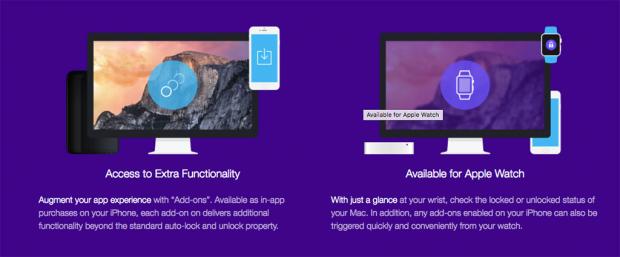 Available for Apple Watch
Access to Extra Functionality
Augment your app experience with "Add-ons". Available as in-app
purchases on your iPhone, each add-on on delivers additional
functionality beyond the standard auto-lock and unlock property.
Available for Apple Watch
With just a glance at your wrist, check the locked or unlocked status of
your Mac. In addition, any add-ons enabled on your iPhone can also be
triggered quickly and conveniently from your watch.